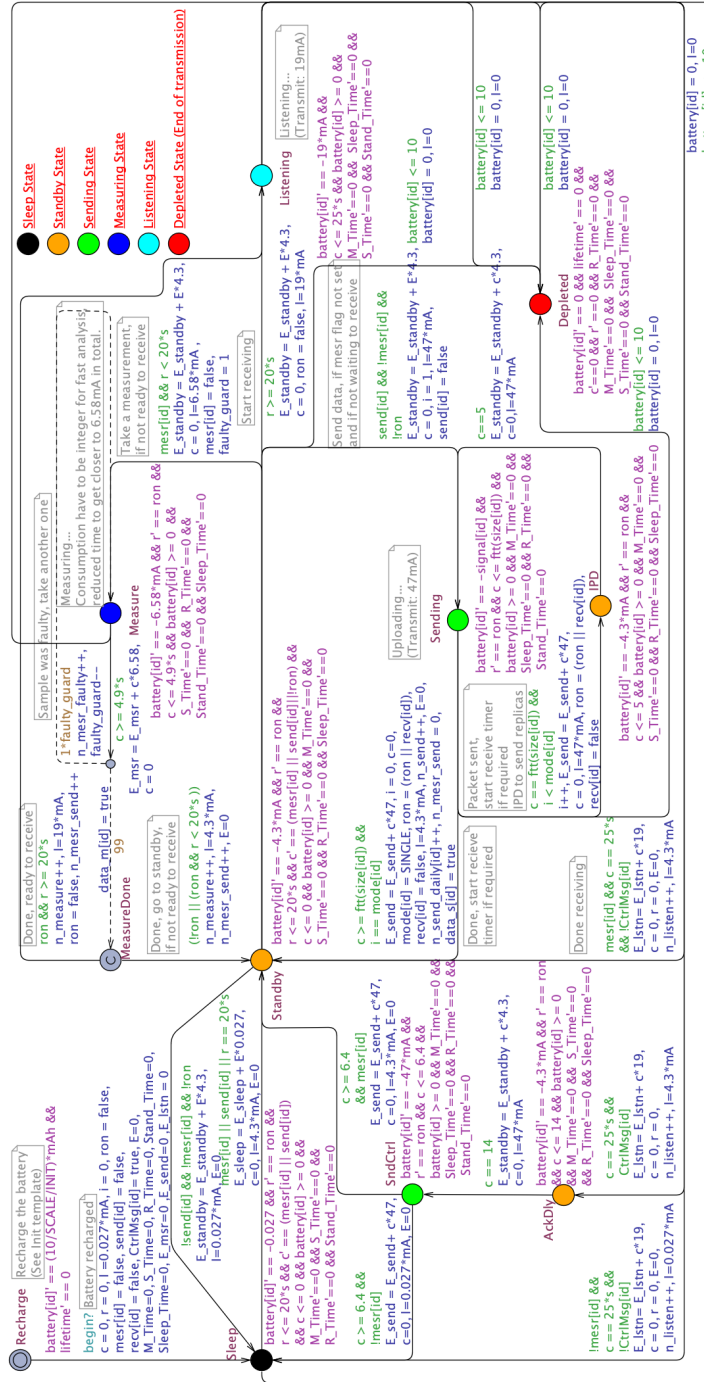 Recharge
Recharge the battery
(See Init template)
battery[id]' == (10/SCALE/INIT)*mAh &&
lifetime' == 0
begin?
Battery recharged
c = 0, r = 0, I=0.027*mA, i = 0, ron = false,
mesr[id] = false, send[id] = false,
recv[id] = false, CtrlMsg[id] = true, E=0,
M_Time=0, S_Time=0, R_Time=0, Stand_Time=0,
Sleep_Time=0, E_msr=0 ,E_send=0 ,E_lstn = 0
Done, ready to receive
ron && r >= 20*s
n_measure++, I=19*mA,
ron = false, n_mesr_send++
MeasureDone
C
data_m[id] = true
99
Done, go to standby,
if not ready to receive
(!ron || (ron && r < 20*s ))
n_measure++, I=4.3*mA,
n_mesr_send++, E=0
Sample was faulty, take another one
1*faulty_guard
n_mesr_faulty++,
faulty_guard--
c >= 4.9*s
E_msr = E_msr + c*6.58,
c = 0
Measuring...
Consumption have to be integer for fast analysis,
reduced time to get closer to 6.58mA in total.
Measure
battery[id]' == -6.58*mA && r' == ron &&
c <= 4.9*s && battery[id] >= 0 &&
S_Time'==0 && R_Time'==0 &&
Stand_Time'==0 && Sleep_Time'==0
Take a measurement,
if not ready to receive
mesr[id] && r < 20*s
E_standby = E_standby + E*4.3,
c = 0, I=6.58*mA ,
mesr[id] = false,
faulty_guard = 1
Sleep State
Standby State
Sending State
Measuring State
Listening State
Depleted State (End of transmission)
!send[id] && !mesr[id] && !ron
E_standby = E_standby + E*4.3,
I=0.027*mA, E=0
mesr[id] || send[id] || r == 20*s
E_sleep = E_sleep + E*0.027,
c=0, I=4.3*mA, E=0
Sleep
battery[id]' == -0.027 && r' == ron &&
r <= 20*s && c' == (mesr[id] || send[id])
&& c <= 0 && battery[id] >= 0 &&
M_Time'==0 && S_Time'==0 &&
R_Time'==0 && Stand_Time'==0
Standby
battery[id]' == -4.3*mA && r' == ron &&
r <= 20*s && c' == (mesr[id] || send[id]||!ron) &&
c <= 0 && battery[id] >= 0 && M_Time'==0 &&
S_Time'==0 && R_Time'==0 && Sleep_Time'==0
Start receiving
r >= 20*s
E_standby = E_standby + E*4.3,
c = 0, ron = false, I=19*mA
Listening...
(Transmit: 19mA)
Listening
battery[id]' == -19*mA &&
c <= 25*s && battery[id] >= 0 &&
M_Time'==0 && Sleep_Time'==0 &&
S_Time'==0 && Stand_Time'==0
Send data, if mesr flag not set
and if not waiting to receive
send[id] && !mesr[id] &&
!ron
E_standby = E_standby + E*4.3,
c = 0, i = 1, I=47*mA,
send[id] = false
battery[id] <= 10
battery[id] = 0, I=0
battery[id] <= 10
battery[id] = 0, I=0
c >= 6.4 &&
!mesr[id]
E_send = E_send+ c*47,
c=0, I=0.027*mA, E=0
c >= 6.4
&& mesr[id]
E_send = E_send+ c*47,
c=0, I=4.3*mA, E=0
SndCtrl
battery[id]' == -47*mA &&
r' == ron && c <= 6.4 &&
battery[id] >= 0 && M_Time'==0 &&
Sleep_Time'==0 && R_Time'==0 &&
Stand_Time'==0
c >= ftt(size[id]) &&
i == mode[id]
E_send = E_send+ c*47, i = 0, c=0,
mode[id] = SINGLE, ron = (ron || recv[id]),
recv[id] = false, I=4.3*mA, n_send++, E=0,
n_send_daily[id]++, n_mesr_send = 0,
data_s[id] = true
Done, start recieve
timer if required
Uploading...
(Transmit: 47mA)
Sending
battery[id]' == -signal[id] &&
r' == ron && c <= ftt(size[id]) &&
battery[id] >= 0 && M_Time'==0 &&
Sleep_Time'==0 && R_Time'==0 &&
Stand_Time'==0
c==5
E_standby = E_standby + c*4.3,
c=0,I=47*mA
battery[id] <= 10
battery[id] = 0, I=0
Depleted
battery[id]' == 0 && lifetime' == 0 &&
c'==0 && r' ==0 && R_Time'==0 &&
M_Time'==0 && Sleep_Time'==0 &&
S_Time'==0 && Stand_Time'==0
c == 14
E_standby = E_standby + c*4.3,
c=0, I=47*mA
AckDly
battery[id]' == -4.3*mA && r' == ron
&& c <= 14 && battery[id] >= 0
&& M_Time'==0 && S_Time'==0
&& R_Time'==0 && Sleep_Time'==0
Packet sent,
start receive timer
if required
IPD to send replicas
c == ftt(size[id]) &&
i < mode[id]
i++, E_send = E_send+ c*47,
c = 0, I=47*mA, ron = (ron || recv[id]),
recv[id] = false
IPD
battery[id]' == -4.3*mA && r' == ron &&
c <= 5 && battery[id] >= 0 && M_Time'==0 &&
S_Time'==0 && R_Time'==0 && Sleep_Time'==0
battery[id] <= 10
battery[id] = 0, I=0
Done receiving
!mesr[id] &&
c == 25*s &&
!CtrlMsg[id]
E_lstn= E_lstn+ c*19,
c = 0, r = 0, E=0,
n_listen++, I=0.027*mA
c == 25*s &&
CtrlMsg[id]
E_lstn= E_lstn+ c*19,
c = 0, r = 0,
n_listen++, I=4.3*mA
mesr[id] && c == 25*s
&& !CtrlMsg[id]
E_lstn= E_lstn+ c*19,
c = 0, r = 0, E=0,
n_listen++, I=4.3*mA
battery[id] = 0, I=0